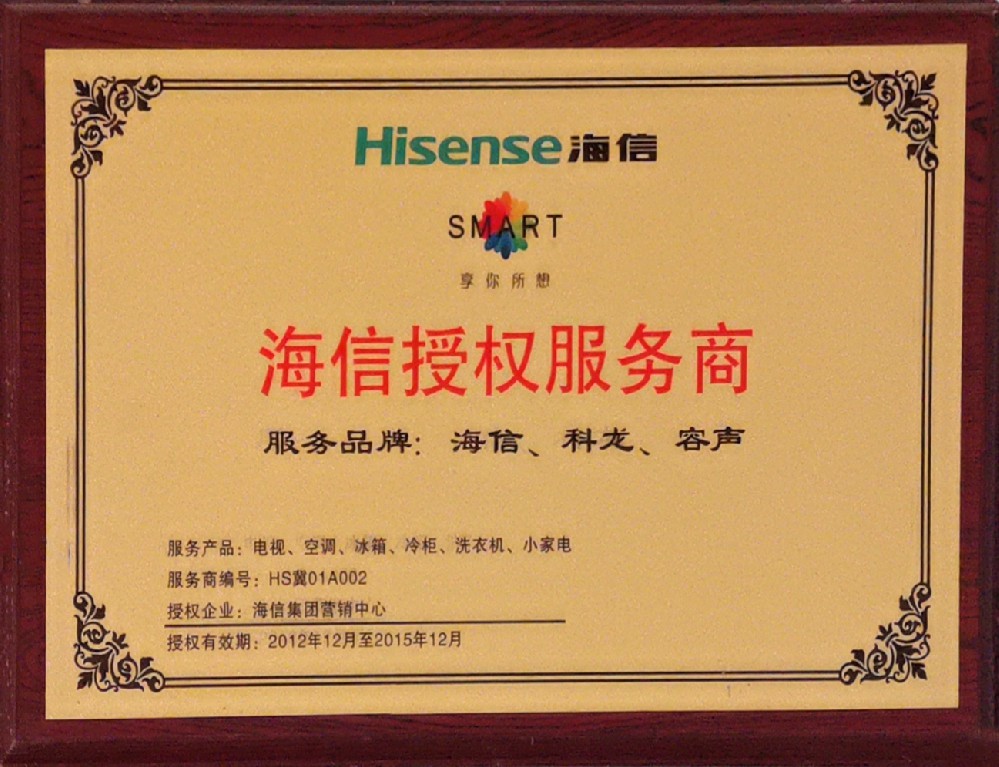 Hisense海信
SMART
享你所想
海信授权服务商
服务品牌：海信、科龙、容声
服务产品：电视、空调、冰箱、冷柜、洗衣机、小家电
服务商编号：HS冀01A002
授权企业：海信集团营销中心
授权有效期：2012年12月至2015年12月